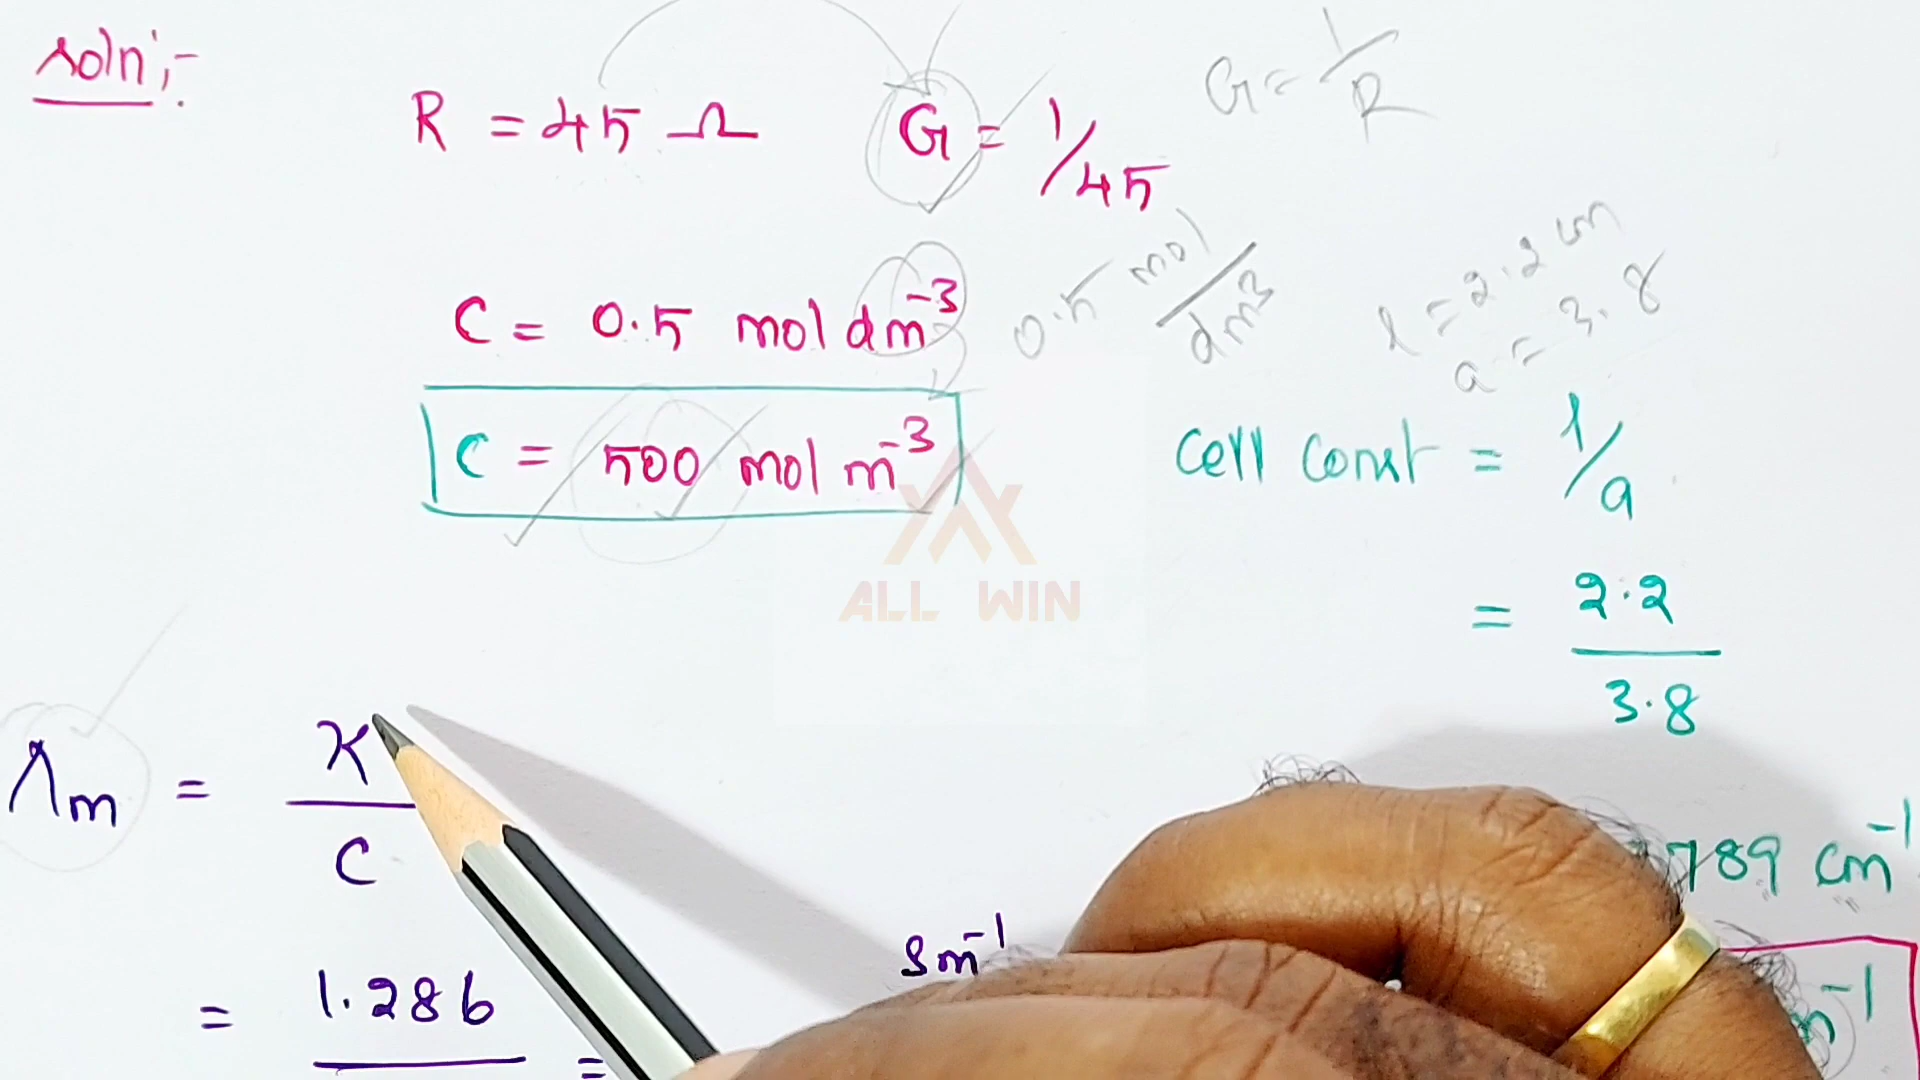 soln:-
R = 45 Ω G = 1/45
G = 1/R
C = 0.5 mol dm⁻³
0.5 mol/dm³
l = 2.2 cm
a = 3.8
C = 500 mol m⁻³
Cell Const = l/a
ALL WIN
= 2.2/3.8
Λm = κ/C
789 cm⁻¹
Sm⁻¹
= 1.286
=
m⁻¹